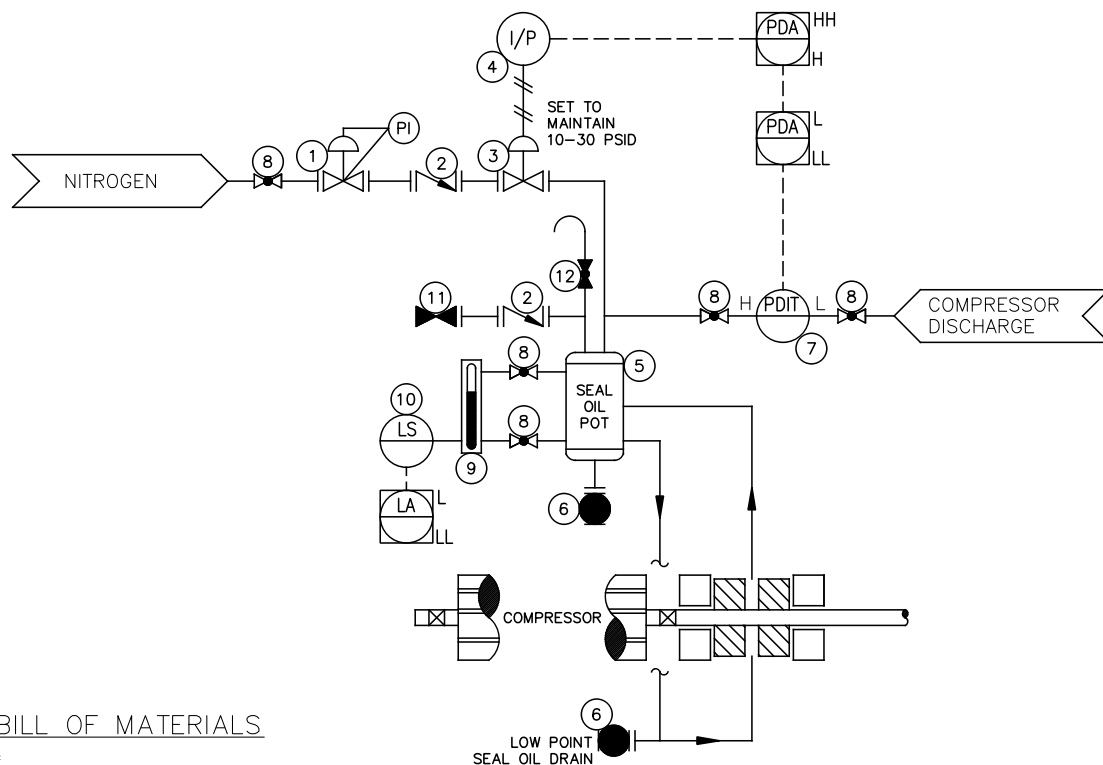 I/P
4
PDA
HH
H
SET TO
MAINTAIN
10-30 PSID
PDA
L
LL
NITROGEN
8
1
PI
2
3
12
11
2
8
H
PDIT
L
8
7
COMPRESSOR
DISCHARGE
8
SEAL
OIL
POT
5
10
LS
9
8
LA
L
LL
6
COMPRESSOR
6
LOW POINT
SEAL OIL DRAIN
BILL OF MATERIALS